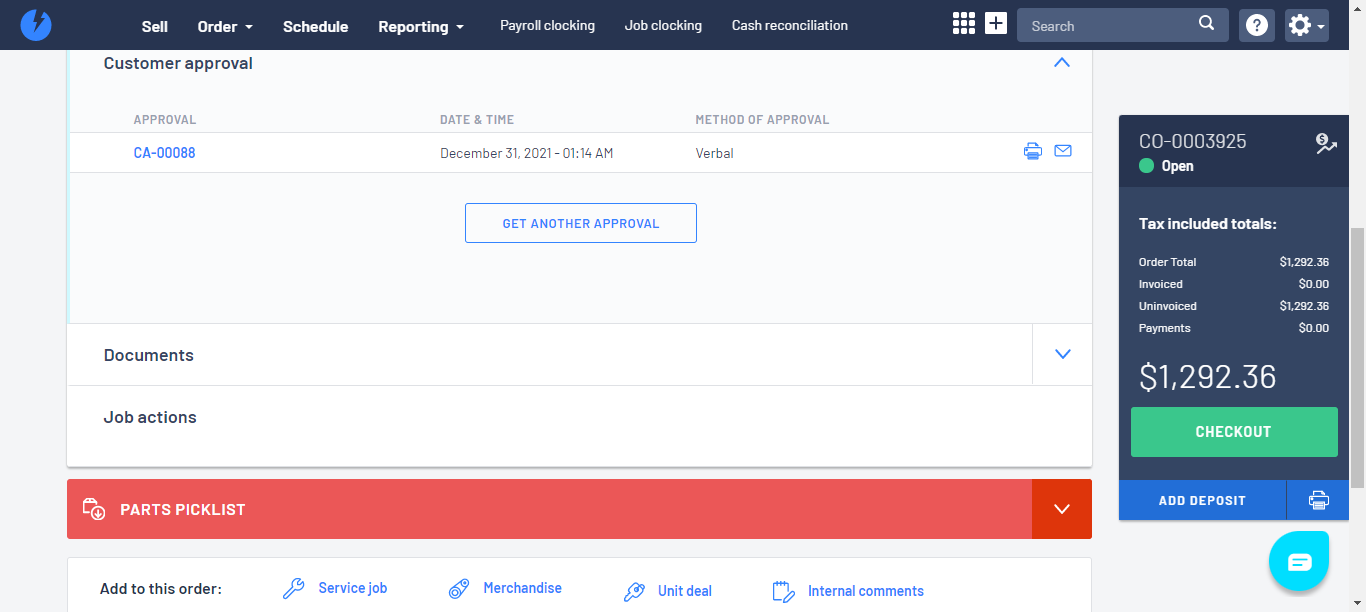 Sell Order Schedule Reporting Payroll clocking Job clocking Cash reconciliation Search ?
Customer approval
APPROVAL DATE & TIME METHOD OF APPROVAL
CA-00088 December 31, 2021 - 01:14 AM Verbal
GET ANOTHER APPROVAL
Documents
Job actions
PARTS PICKLIST
Add to this order: Service job Merchandise Unit deal Internal comments
CO-0003925
Open
Tax included totals:
Order Total $1,292.36
Invoiced $0.00
Uninvoiced $1,292.36
Payments $0.00
$1,292.36
CHECKOUT
ADD DEPOSIT